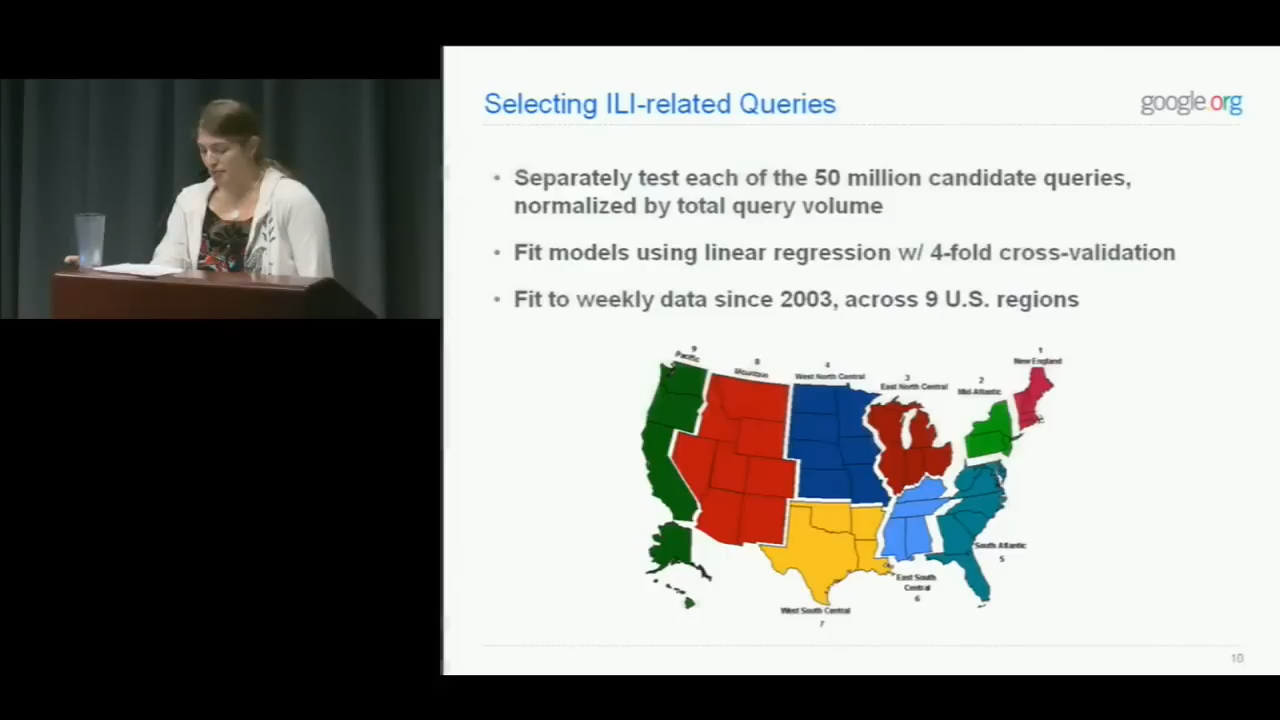 Selecting ILI-related Queries
google.org
• Separately test each of the 50 million candidate queries,
normalized by total query volume
• Fit models using linear regression w/ 4-fold cross-validation
• Fit to weekly data since 2003, across 9 U.S. regions
9
Pacific
8
Mountain
4
West North Central
3
East North Central
2
Mid-Atlantic
1
New England
South Atlantic
5
East South
Central
6
West South Central
7
10